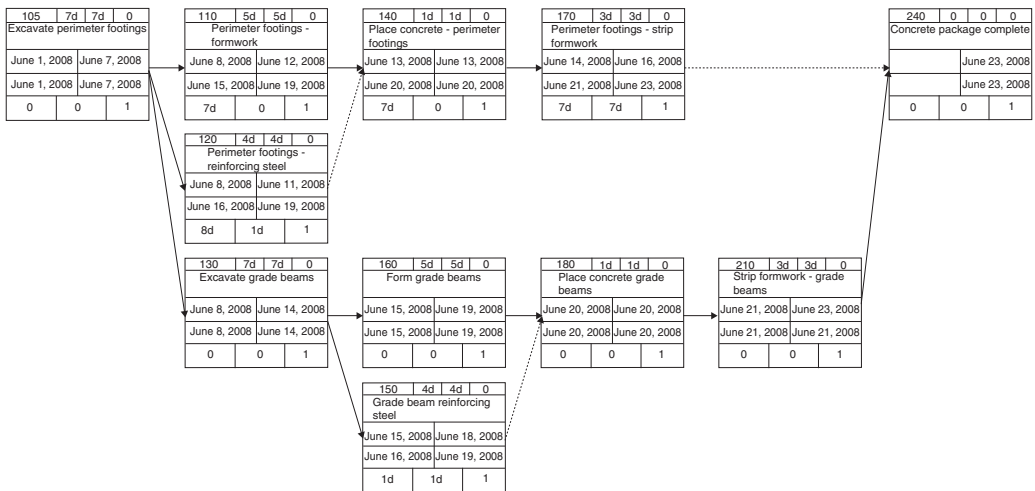 105 7d 7d 0
Excavate perimeter footings
June 1, 2008 June 7, 2008
June 1, 2008 June 7, 2008
0 0 1
110 5d 5d 0
Perimeter footings -
formwork
June 8, 2008 June 12, 2008
June 15, 2008 June 19, 2008
7d 0 1
140 1d 1d 0
Place concrete - perimeter
footings
June 13, 2008 June 13, 2008
June 20, 2008 June 20, 2008
7d 0 1
170 3d 3d 0
Perimeter footings - strip
formwork
June 14, 2008 June 16, 2008
June 21, 2008 June 23, 2008
7d 7d 1
240 0 0 0
Concrete package complete
June 23, 2008
June 23, 2008
0 0 1
120 4d 4d 0
Perimeter footings -
reinforcing steel
June 8, 2008 June 11, 2008
June 16, 2008 June 19, 2008
8d 1d 1
130 7d 7d 0
Excavate grade beams
June 8, 2008 June 14, 2008
June 8, 2008 June 14, 2008
0 0 1
160 5d 5d 0
Form grade beams
June 15, 2008 June 19, 2008
June 15, 2008 June 19, 2008
0 0 1
180 1d 1d 0
Place concrete grade
beams
June 20, 2008 June 20, 2008
June 20, 2008 June 20, 2008
0 0 1
210 3d 3d 0
Strip formwork - grade
beams
June 21, 2008 June 23, 2008
June 21, 2008 June 21, 2008
0 0 1
150 4d 4d 0
Grade beam reinforcing
steel
June 15, 2008 June 18, 2008
June 16, 2008 June 19, 2008
1d 1d 1